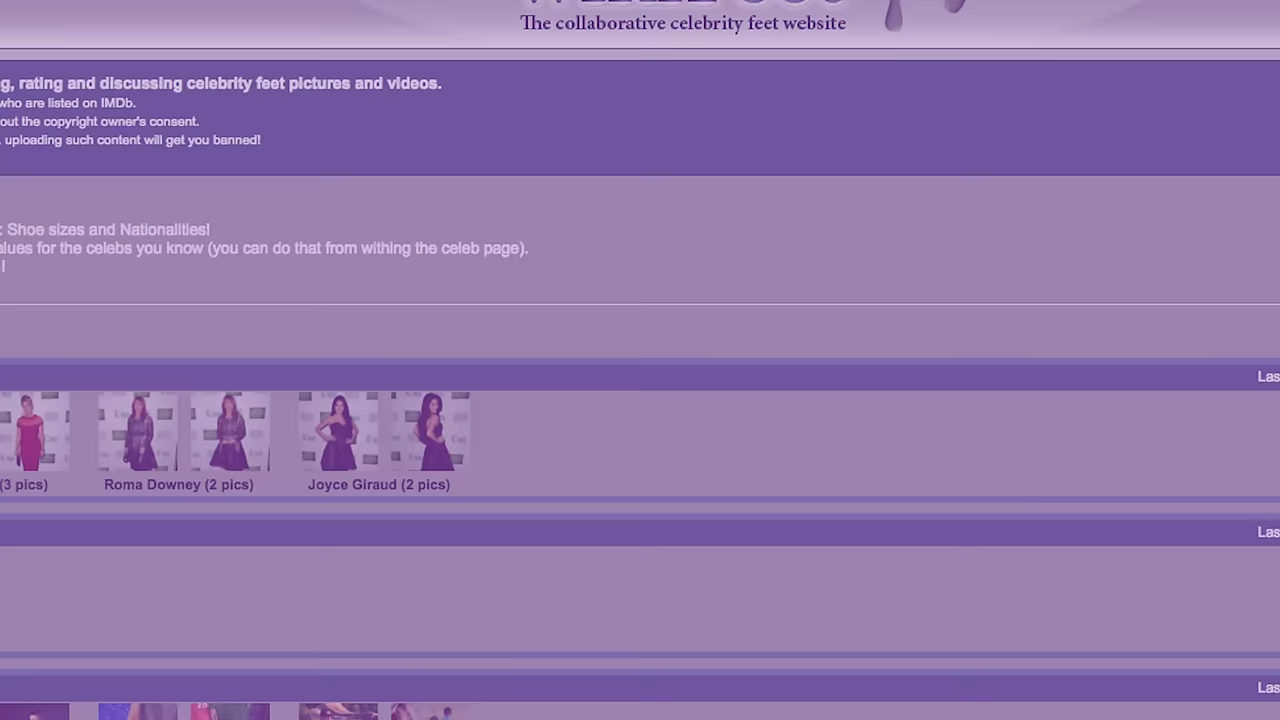 The collaborative celebrity feet website
g, rating and discussing celebrity feet pictures and videos.
who are listed on IMDb.
out the copyright owner's consent.
. uploading such content will get you banned!
: Shoe sizes and Nationalities!
alues for the celebs you know (you can do that from withing the celeb page).
!
Las
(3 pics) Roma Downey (2 pics) Joyce Giraud (2 pics)
Las
Las